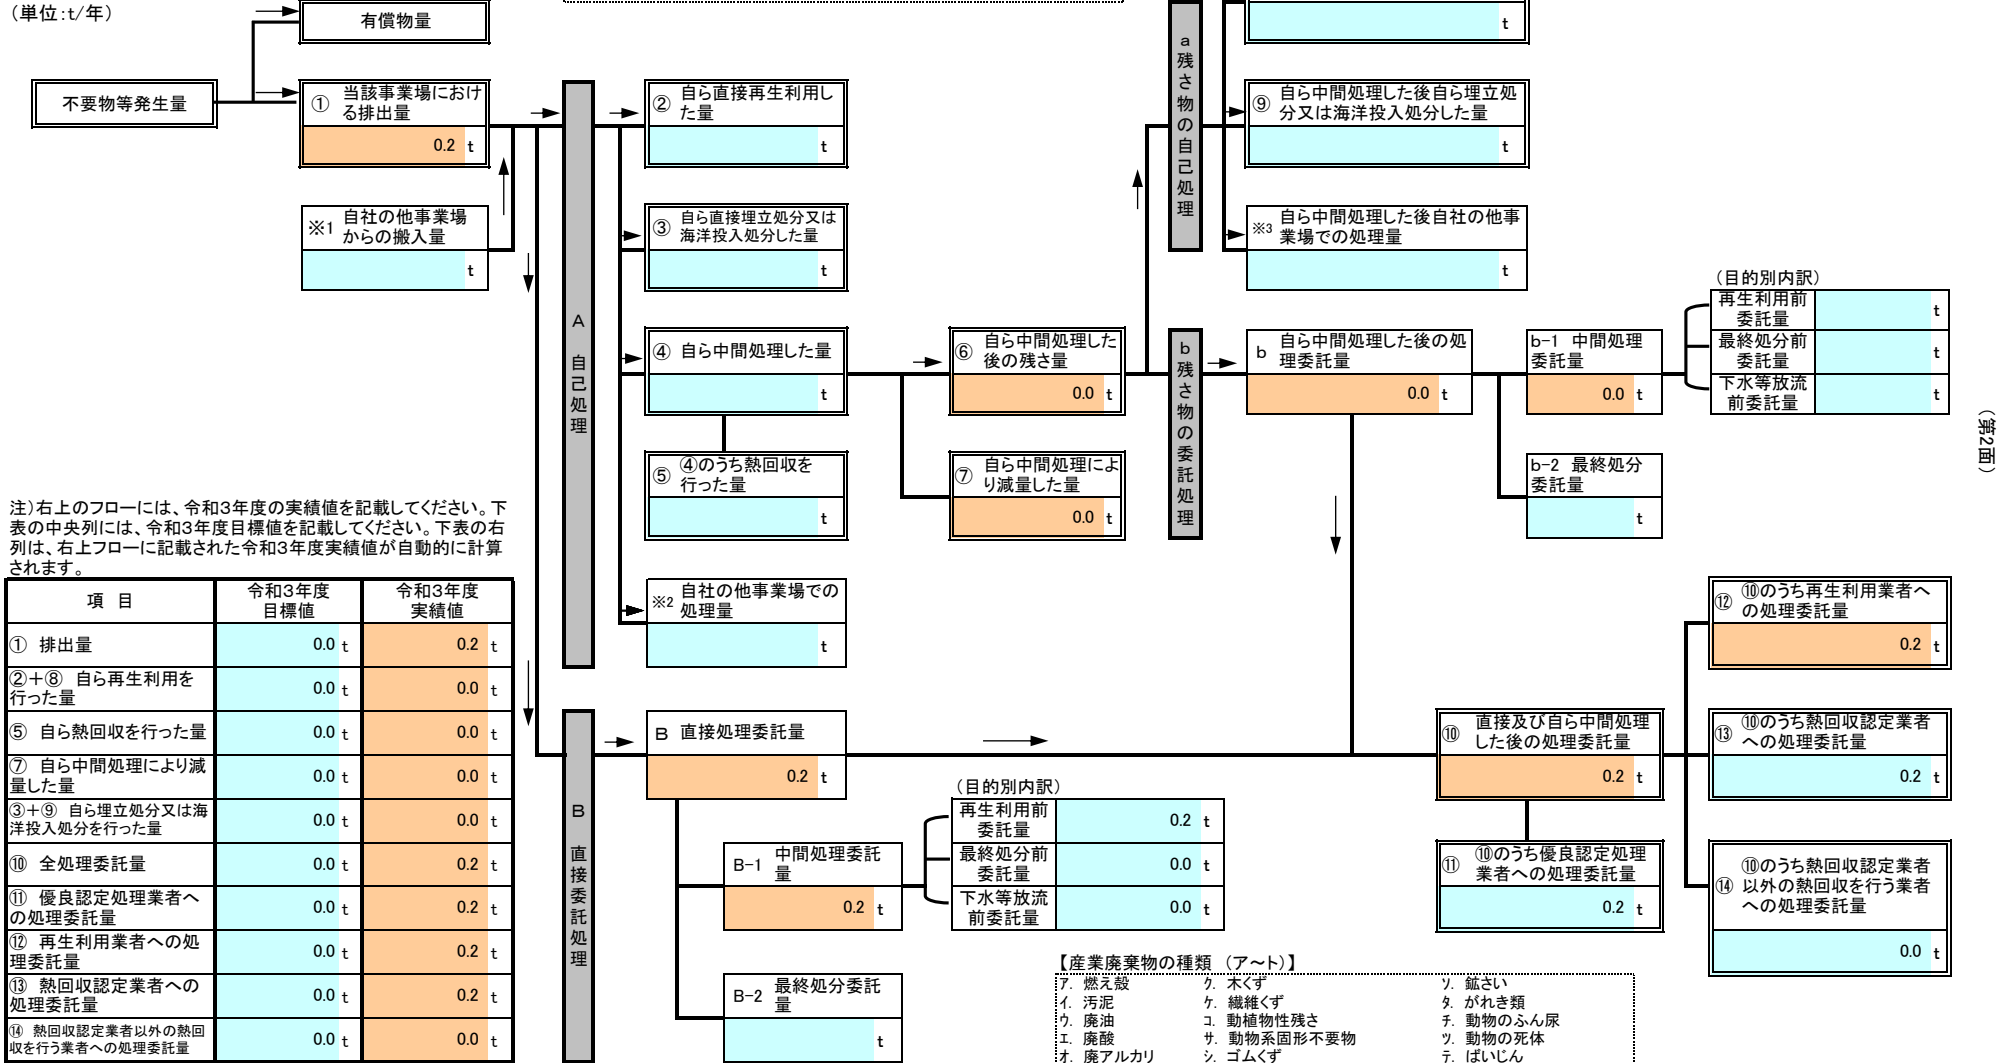 （単位:t/年）
有償物量
不要物等発生量
① 当該事業場におけ
る排出量
0.2 t
※1 自社の他事業場
からの搬入量
t
A 自己処理
② 自ら直接再生利用し
た量
t
③ 自ら直接埋立処分又は
海洋投入処分した量
t
④ 自ら中間処理した量
t
⑤ ④のうち熱回収を
行った量
t
※2 自社の他事業場での
処理量
t
⑥ 自ら中間処理した
後の残さ量
0.0 t
⑦ 自ら中間処理によ
り減量した量
0.0 t
a 残さ物の自己処理
t
⑨ 自ら中間処理した後自ら埋立処
分又は海洋投入処分した量
t
※3 自ら中間処理した後自社の他事
業場での処理量
t
b 残さ物の委託処理
b 自ら中間処理した後の処
理委託量
0.0 t
b-1 中間処理
委託量
0.0 t
b-2 最終処分
委託量
t
（目的別内訳）
再生利用前
委託量
t
最終処分前
委託量
t
下水等放流
前委託量
t
（第2面）
注）右上のフローには、令和3年度の実績値を記載してください。下
表の中央列には、令和3年度目標値を記載してください。下表の右
列は、右上フローに記載された令和3年度実績値が自動的に計算
されます。
項 目 令和3年度
目標値 令和3年度
実績値
① 排出量 0.0 t 0.2 t
②＋⑧ 自ら再生利用を
行った量 0.0 t 0.0 t
⑤ 自ら熱回収を行った量 0.0 t 0.0 t
⑦ 自ら中間処理により減
量した量 0.0 t 0.0 t
③＋⑨ 自ら埋立処分又は海
洋投入処分を行った量 0.0 t 0.0 t
⑩ 全処理委託量 0.0 t 0.2 t
⑪ 優良認定処理業者へ
の処理委託量 0.0 t 0.2 t
⑫ 再生利用業者への処
理委託量 0.0 t 0.2 t
⑬ 熱回収認定業者への
処理委託量 0.0 t 0.2 t
⑭ 熱回収認定業者以外の熱回
収を行う業者への処理委託量 0.0 t 0.0 t
B 直接委託処理
B 直接処理委託量
0.2 t
B-1 中間処理委託
量
0.2 t
B-2 最終処分委託
量
t
（目的別内訳）
再生利用前
委託量
0.2 t
最終処分前
委託量
0.0 t
下水等放流
前委託量
0.0 t
⑩ 直接及び自ら中間処理
した後の処理委託量
0.2 t
⑪ ⑩のうち優良認定処理
業者への処理委託量
0.2 t
⑫ ⑩のうち再生利用業者へ
の処理委託量
0.2 t
⑬ ⑩のうち熱回収認定業者
への処理委託量
0.2 t
⑭ ⑩のうち熱回収認定業者
以外の熱回収を行う業者
への処理委託量
0.0 t
【産業廃棄物の種類 （ア～ト）】
ア. 燃え殻 ク. 木くず ソ. 鉱さい
イ. 汚泥 ケ. 繊維くず タ. がれき類
ウ. 廃油 コ. 動植物性残さ チ. 動物のふん尿
エ. 廃酸 サ. 動物系固形不要物 ツ. 動物の死体
オ. 廃アルカリ シ. ゴムくず テ. ばいじん